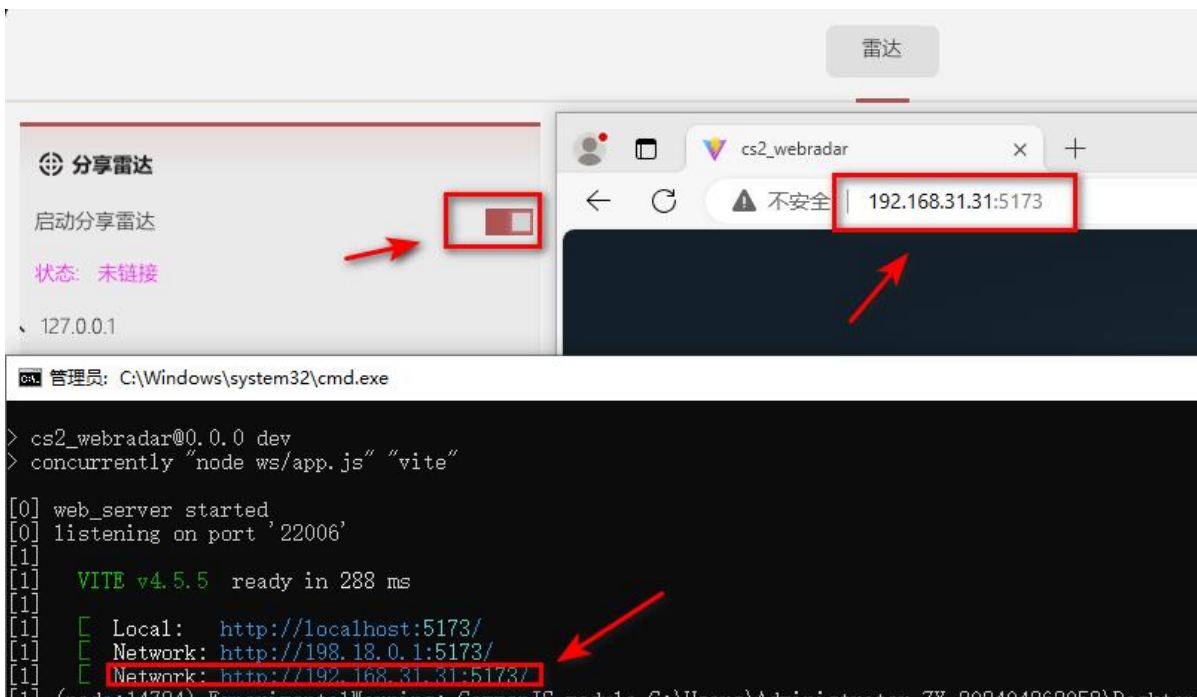 雷达
分享雷达
启动分享雷达
状态: 未链接
127.0.0.1
cs2_webradar
不安全 192.168.31.31:5173
管理员: C:\Windows\system32\cmd.exe
> cs2_webradar@0.0.0 dev
> concurrently "node ws/app.js" "vite"
[0] web_server started
[0] listening on port '22006'
[1]
[1] VITE v4.5.5 ready in 288 ms
[1]
[1] Local: http://localhost:5173/
[1] Network: http://198.18.0.1:5173/
[1] Network: http://192.168.31.31:5173/